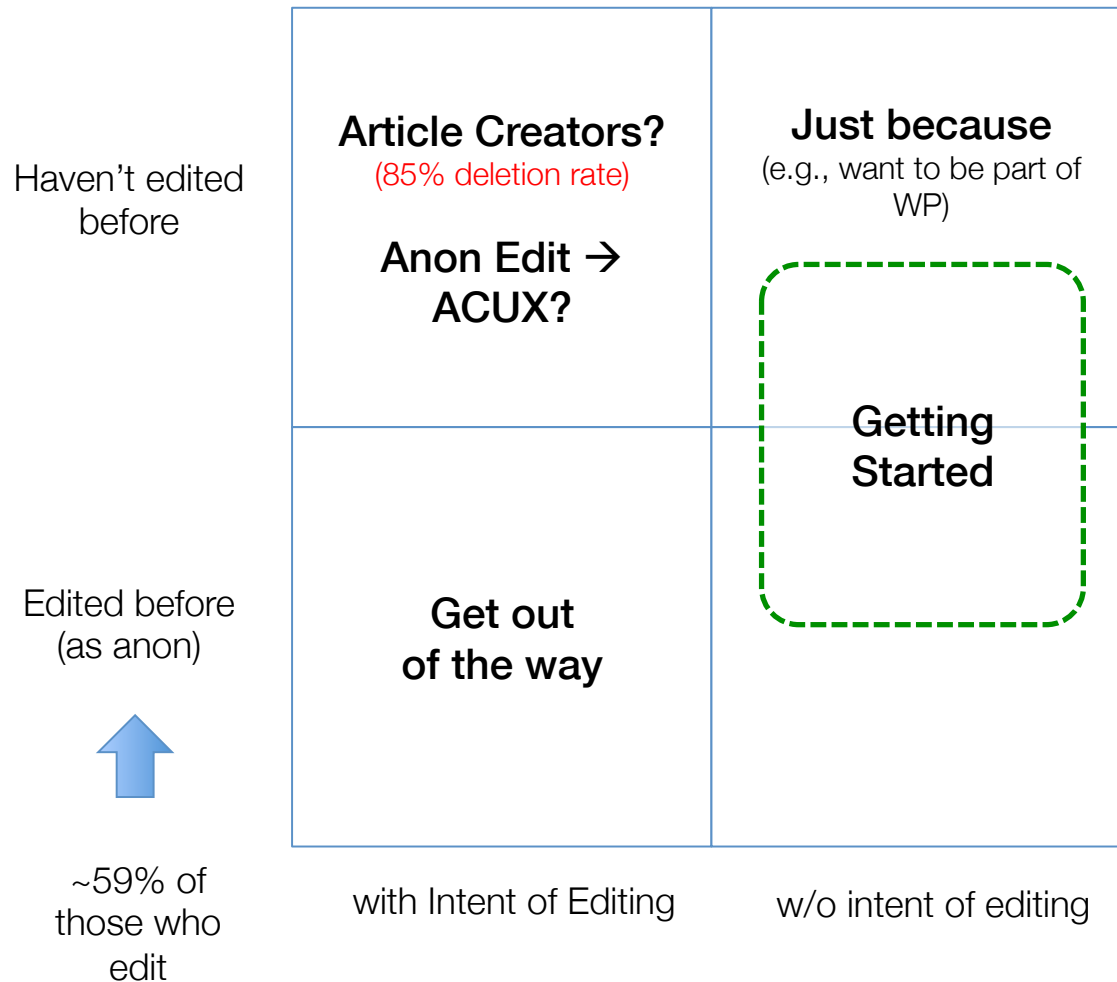 Haven’t edited
before
Article Creators?
(85% deletion rate)
Anon Edit →
ACUX?
Just because
(e.g., want to be part of
WP)
Getting
Started
Edited before
(as anon)
Get out
of the way
~59% of
those who
edit
with Intent of Editing
w/o intent of editing